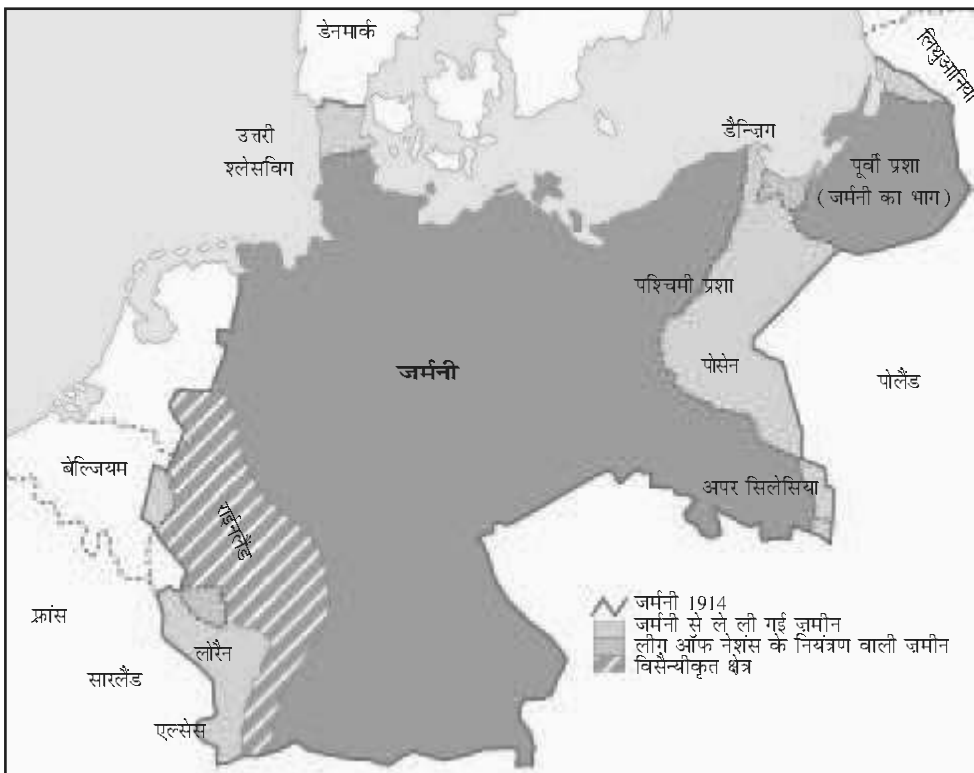 डेनमार्क
लिथुआनिया
उत्तरी
श्लेसविग
डैन्ज़िग
पूर्वी प्रशा
(जर्मनी का भाग)
पश्चिमी प्रशा
जर्मनी
पोसेन
पोलैंड
बेल्जियम
अपर सिलेसिया
राईनलैंड
फ़्रांस
लोरैन
सारलैंड
एल्सेस
जर्मनी 1914
जर्मनी से ले ली गई ज़मीन
लीग ऑफ नेशंस के नियंत्रण वाली ज़मीन
विसैन्यीकृत क्षेत्र